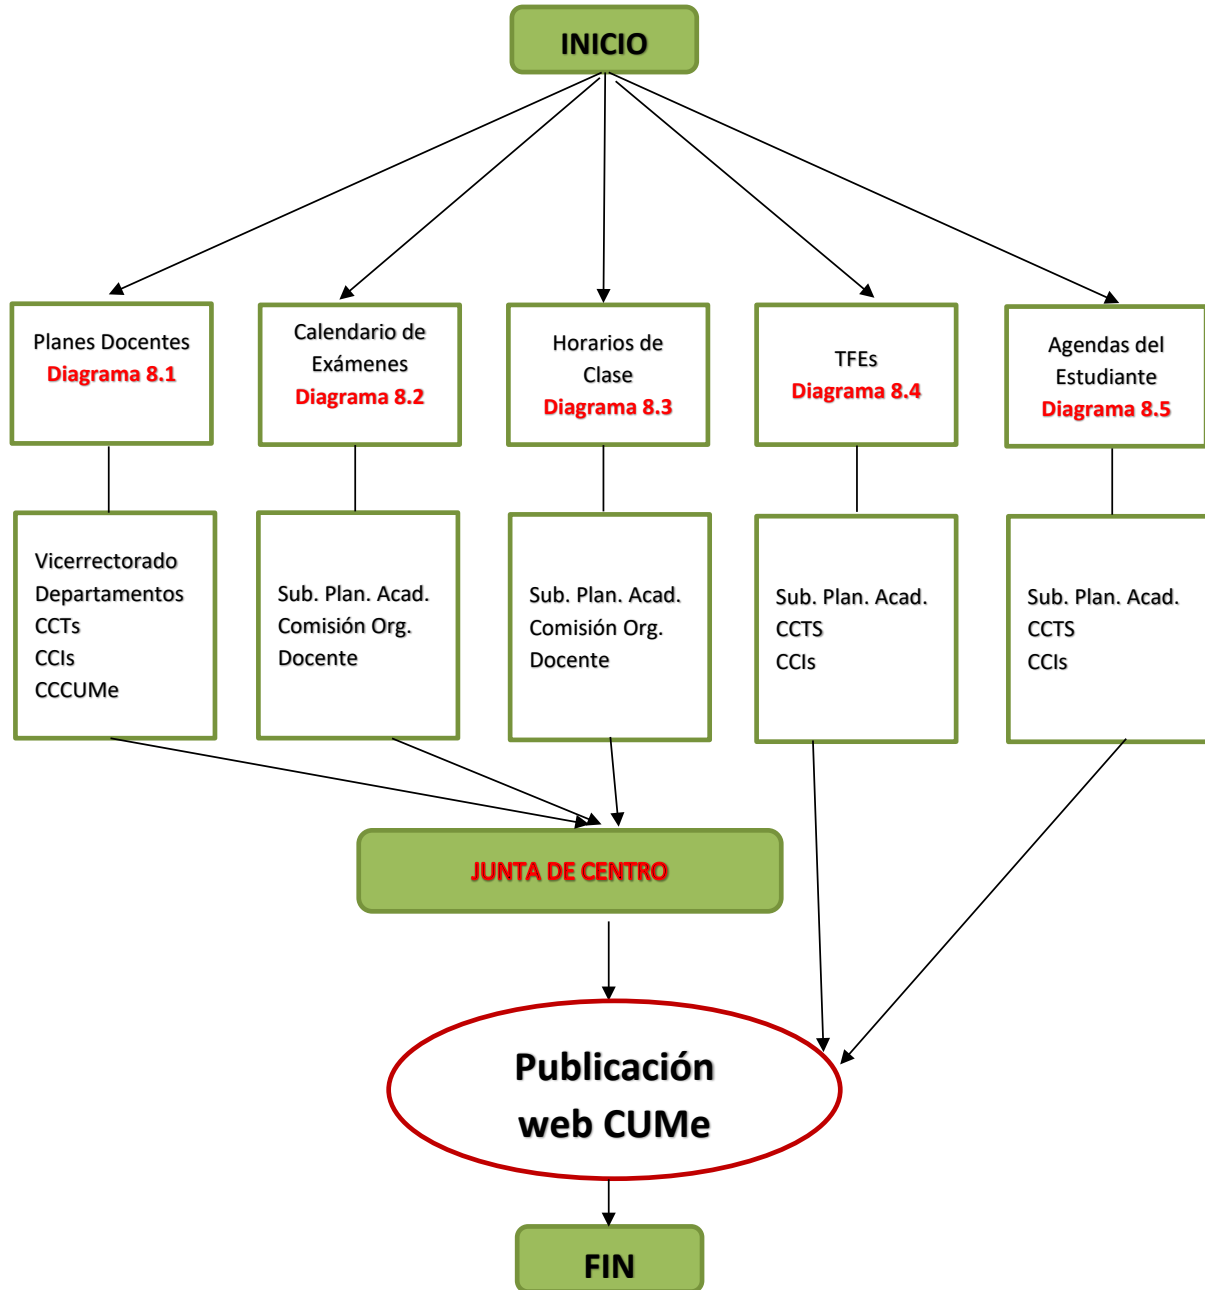 INICIO
Planes Docentes
Diagrama 8.1
Calendario de
Exámenes
Diagrama 8.2
Horarios de
Clase
Diagrama 8.3
TFEs
Diagrama 8.4
Agendas del
Estudiante
Diagrama 8.5
Vicerrectorado
Departamentos
CCTs
CCIs
CCCUMe
Sub. Plan. Acad.
Comisión Org.
Docente
Sub. Plan. Acad.
Comisión Org.
Docente
Sub. Plan. Acad.
CCTS
CCIs
Sub. Plan. Acad.
CCTS
CCIs
JUNTA DE CENTRO
Publicación
web CUMe
FIN